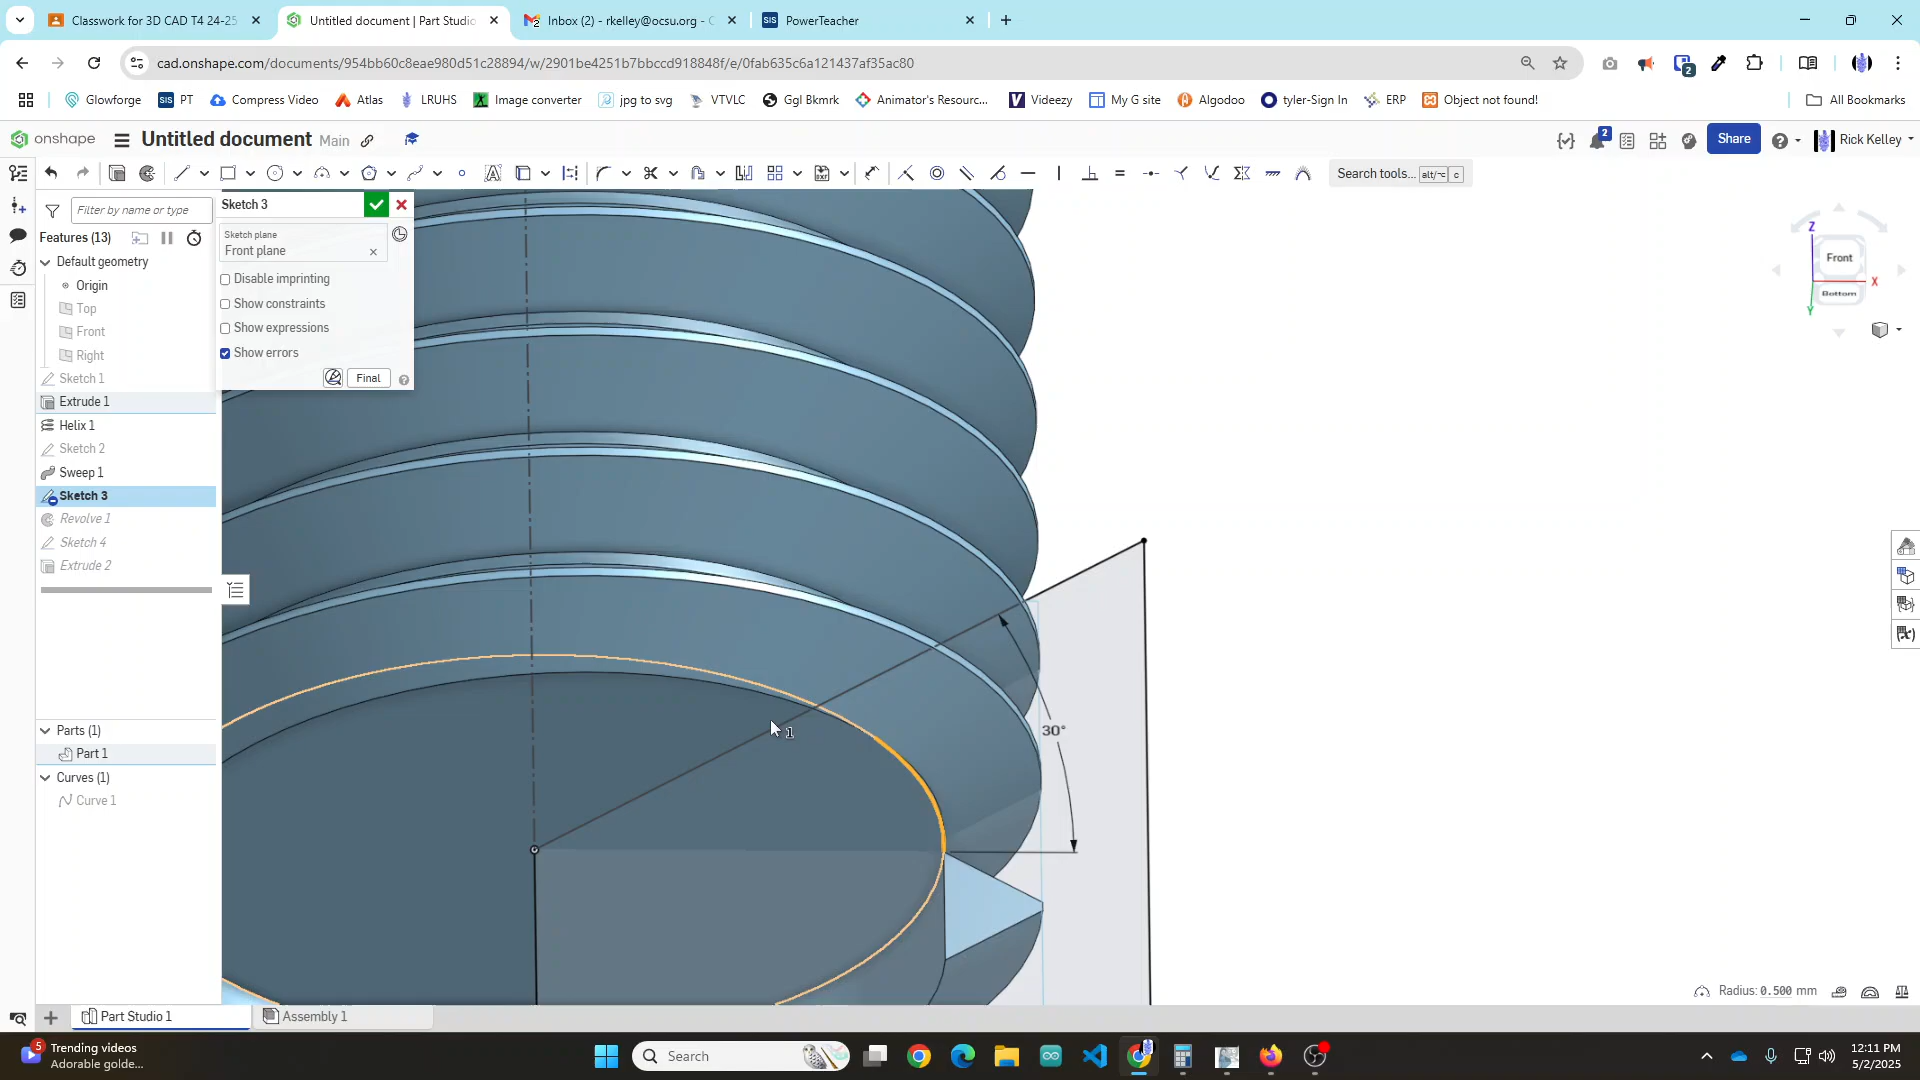 Classwork for 3D CAD T4 24-25
Untitled document | Part Studio
Inbox (2) - rkelley@ocsu.org - C
SIS PowerTeacher
cad.onshape.com/documents/954bb60c8eae980d51c28894/w/2901be4251b7bbccd918848f/e/0fab635c6a121437af35ac80
2
Glowforge
SIS PT
Compress Video
Atlas
LRUHS
Image converter
jpg to svg
VTVLC
Ggl Bkmrk
Animator's Resourc...
Videezy
My G site
Algodoo
tyler-Sign In
ERP
Object not found!
All Bookmarks
onshape
Untitled document Main
2
Share
Rick Kelley
Search tools... alt/⌥ c
Filter by name or type
Features (13)
Default geometry
Origin
Top
Front
Right
Sketch 1
Extrude 1
Helix 1
Sketch 2
Sweep 1
Sketch 3
Revolve 1
Sketch 4
Extrude 2
Parts (1)
Part 1
Curves (1)
Curve 1
Sketch 3
Sketch plane
Front plane
Disable imprinting
Show constraints
Show expressions
Show errors
Final
30°
1
Z
Front
X
Bottom
Y
Radius: 0.500 mm
Part Studio 1
Assembly 1
5
Trending videos
Adorable golde...
Search
12:11 PM
5/2/2025